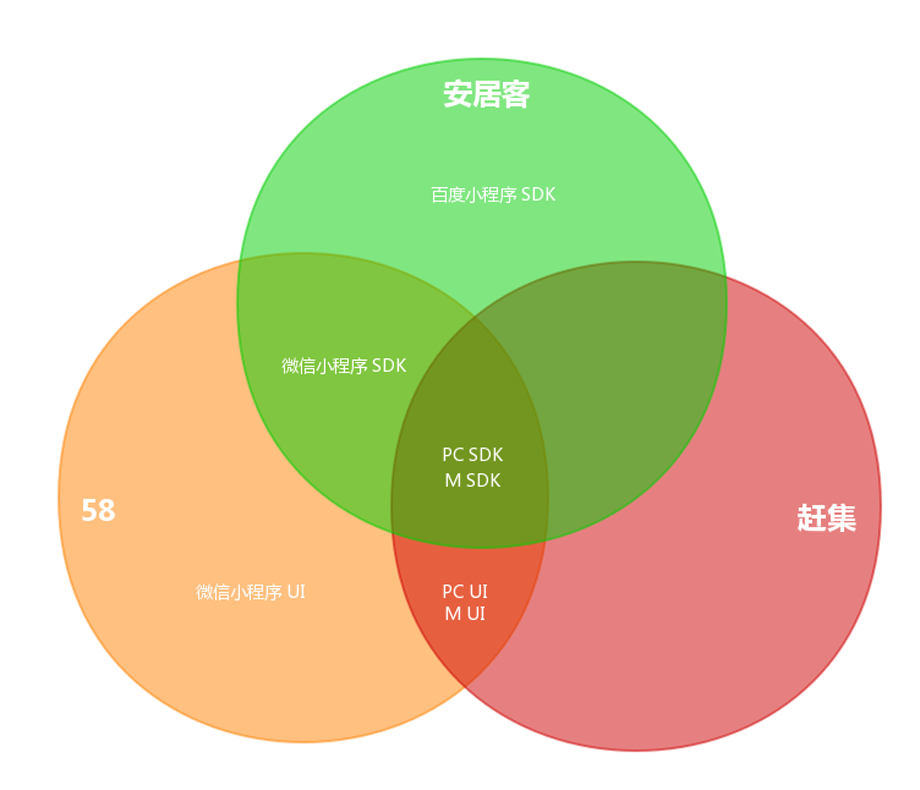 安居客
百度小程序 SDK
微信小程序 SDK
PC SDK
M SDK
58
赶集
微信小程序 UI
PC UI
M UI